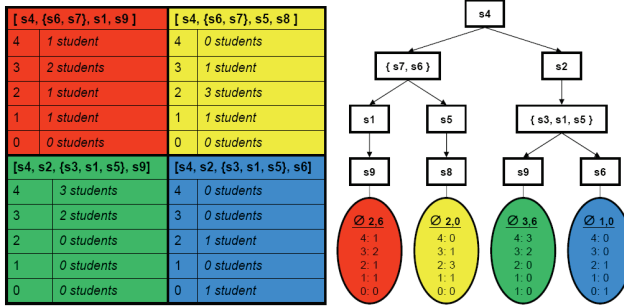 [ s4, {s6, s7}, s1, s9 ]
4 1 student
3 2 students
2 1 student
1 1 student
0 0 students
[ s4, {s6, s7}, s5, s8 ]
4 0 students
3 1 student
2 3 students
1 1 student
0 0 students
[s4, s2, {s3, s1, s5}, s9]
4 3 students
3 2 students
2 0 students
1 0 students
0 0 students
[s4, s2, {s3, s1, s5}, s6]
4 0 students
3 0 students
2 1 student
1 0 students
0 1 student
s4
{ s7, s6 }
s2
s1
s5
{ s3, s1, s5 }
s9
s8
s9
s6
∅ 2,6
4: 1
3: 2
2: 1
1: 1
0: 0
∅ 2,0
4: 0
3: 1
2: 3
1: 1
0: 0
∅ 3,6
4: 3
3: 2
2: 0
1: 0
0: 0
∅ 1,0
4: 0
3: 0
2: 1
1: 0
0: 1